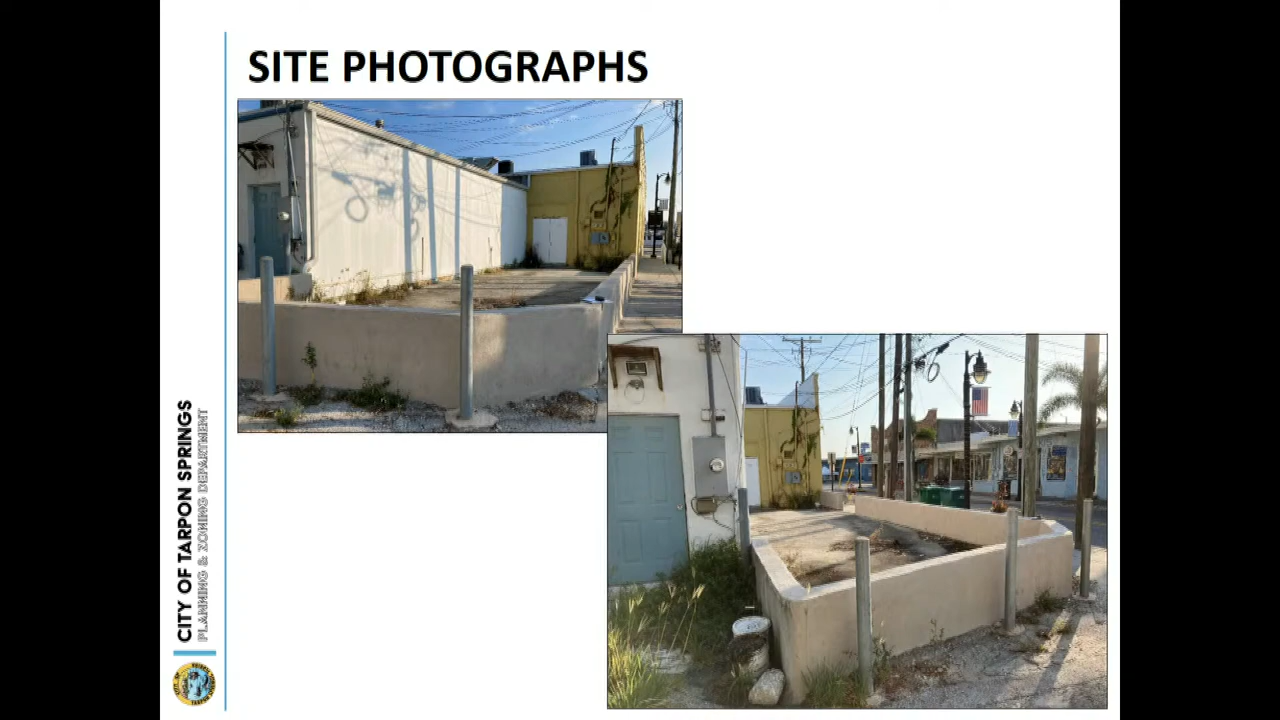 SITE PHOTOGRAPHS
CITY OF TARPON SPRINGS
PLANNING & ZONING DEPARTMENT